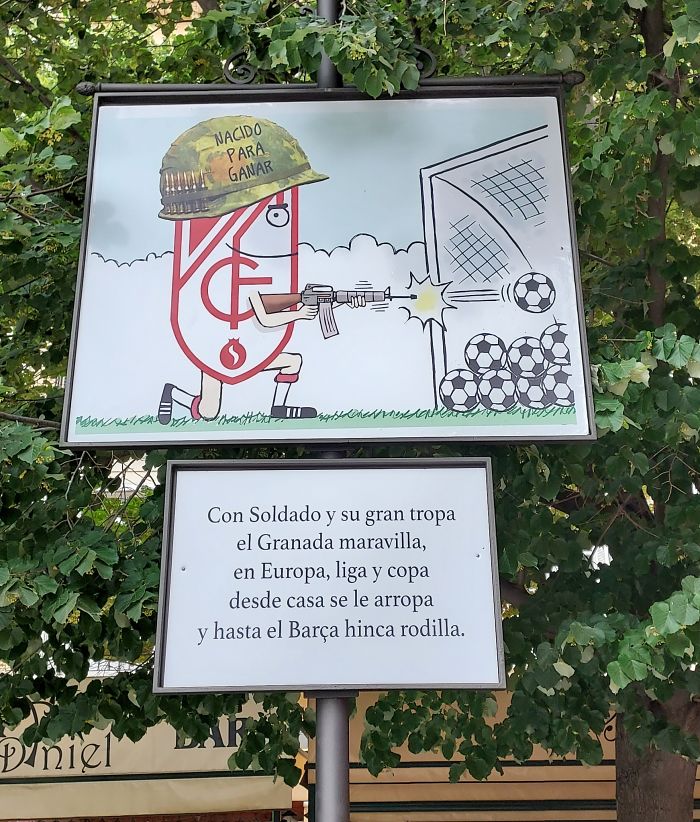 NACIDO
PARA
GANAR
Con Soldado y su gran tropa
el Granada maravilla,
en Europa, liga y copa
desde casa se le arropa
y hasta el Barça hinca rodilla.
BAR